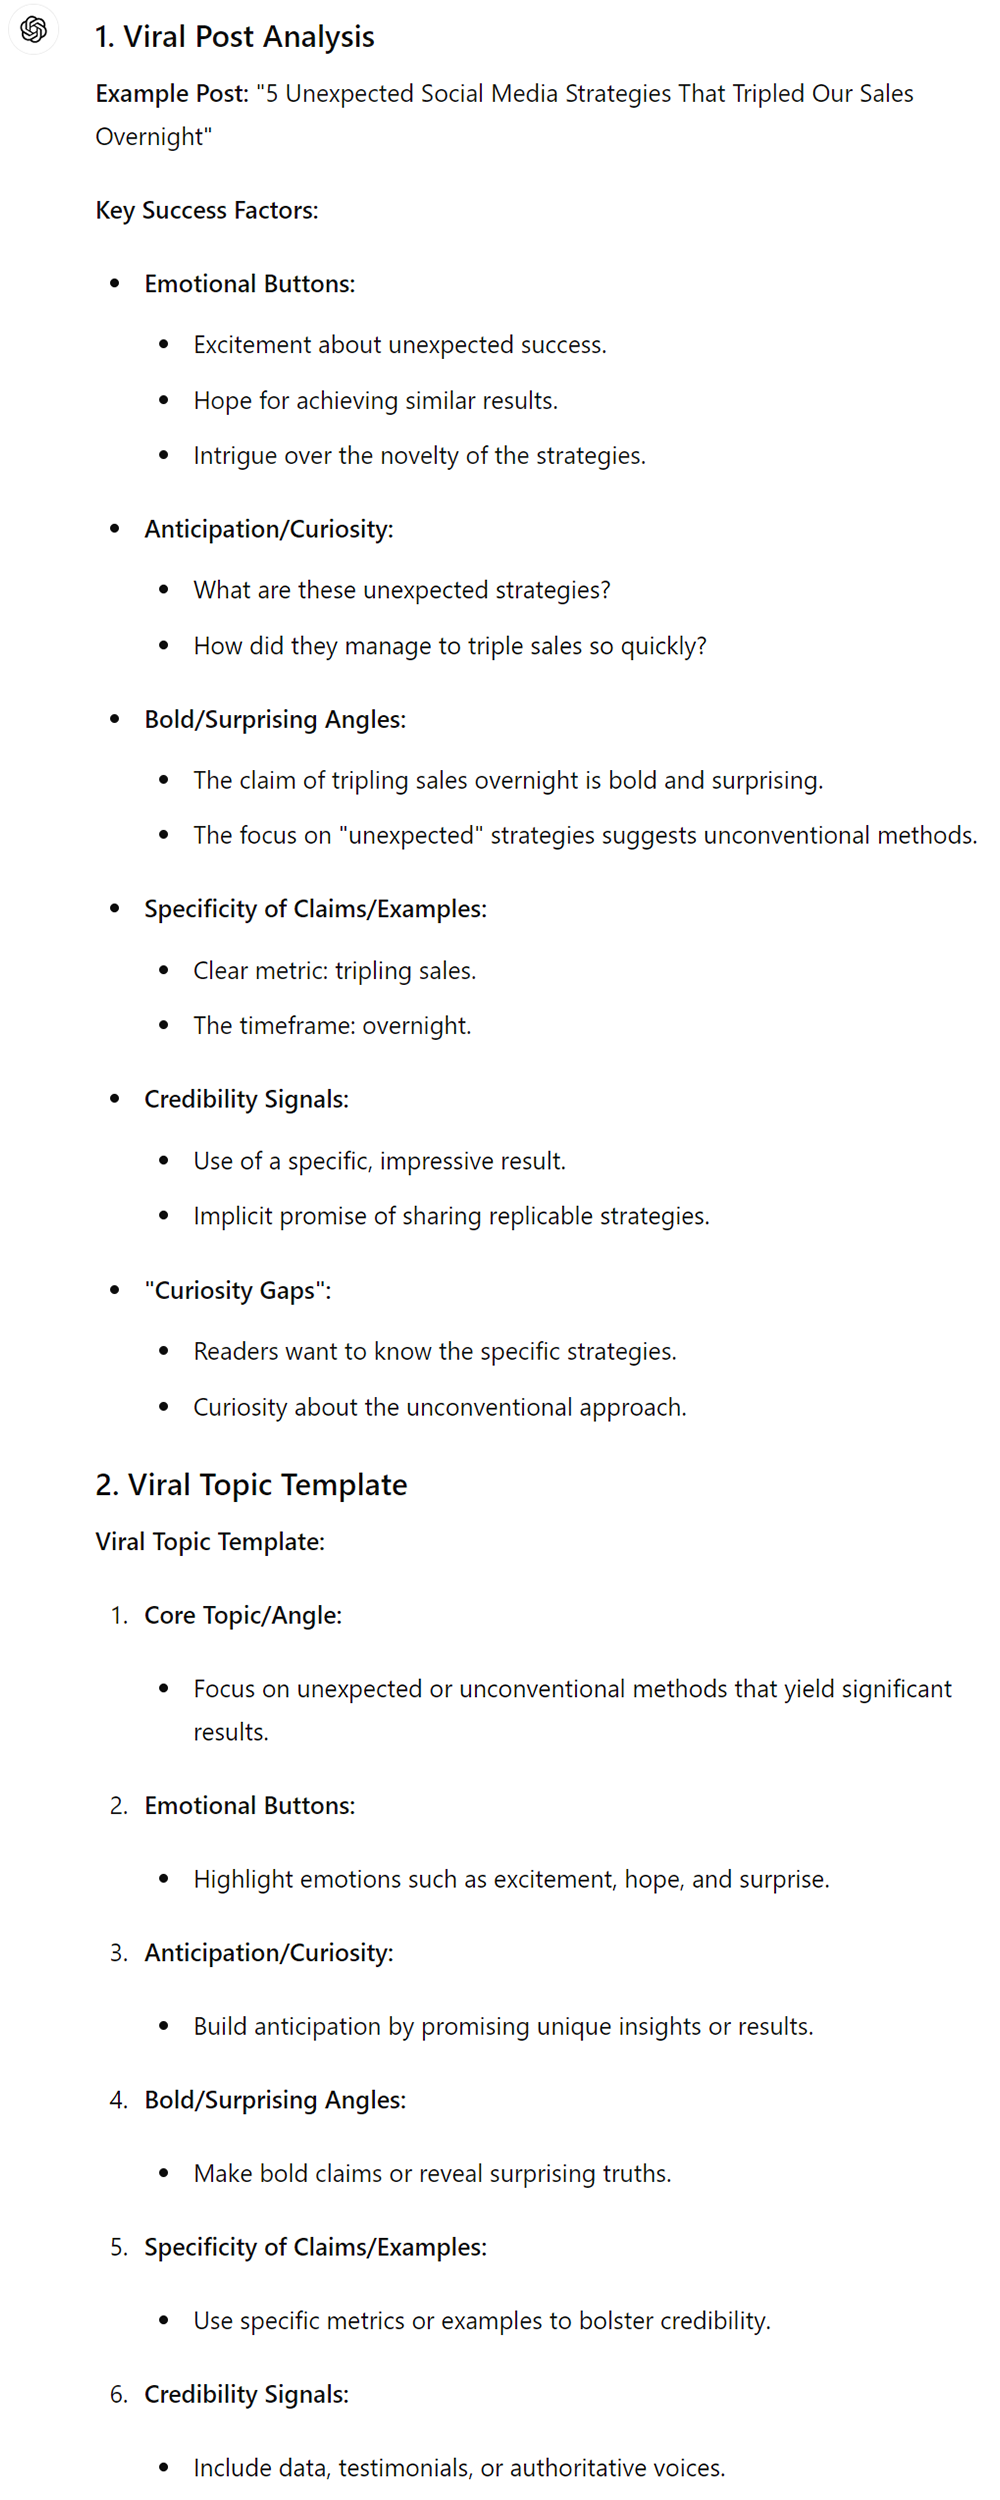 1. Viral Post Analysis
Example Post: "5 Unexpected Social Media Strategies That Tripled Our Sales
Overnight"
Key Success Factors:
• Emotional Buttons:
• Excitement about unexpected success.
• Hope for achieving similar results.
• Intrigue over the novelty of the strategies.
• Anticipation/Curiosity:
• What are these unexpected strategies?
• How did they manage to triple sales so quickly?
• Bold/Surprising Angles:
• The claim of tripling sales overnight is bold and surprising.
• The focus on "unexpected" strategies suggests unconventional methods.
• Specificity of Claims/Examples:
• Clear metric: tripling sales.
• The timeframe: overnight.
• Credibility Signals:
• Use of a specific, impressive result.
• Implicit promise of sharing replicable strategies.
• "Curiosity Gaps":
• Readers want to know the specific strategies.
• Curiosity about the unconventional approach.
2. Viral Topic Template
Viral Topic Template:
1. Core Topic/Angle:
• Focus on unexpected or unconventional methods that yield significant
results.
2. Emotional Buttons:
• Highlight emotions such as excitement, hope, and surprise.
3. Anticipation/Curiosity:
• Build anticipation by promising unique insights or results.
4. Bold/Surprising Angles:
• Make bold claims or reveal surprising truths.
5. Specificity of Claims/Examples:
• Use specific metrics or examples to bolster credibility.
6. Credibility Signals:
• Include data, testimonials, or authoritative voices.